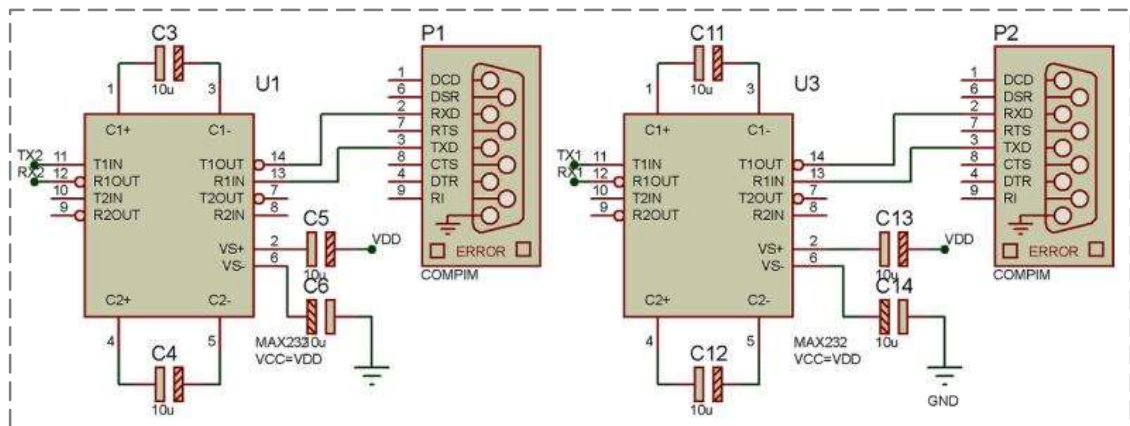 C3
10u
1
3
U1
C1+
C1-
TX2
RX2
11
12
10
9
T1IN
R1OUT
T2IN
R2OUT
T1OUT
R1IN
T2OUT
R2IN
14
13
7
8
VS+
VS-
2
6
C2+
C2-
4
5
C4
10u
C5
10u
VDD
C6
10u
MAX232
VCC=VDD
P1
1
6
2
7
3
8
4
9
DCD
DSR
RXD
RTS
TXD
CTS
DTR
RI
ERROR
COMPIM
C11
10u
1
3
U3
C1+
C1-
TX1
RX1
11
12
10
9
T1IN
R1OUT
T2IN
R2OUT
T1OUT
R1IN
T2OUT
R2IN
14
13
7
8
VS+
VS-
2
6
C2+
C2-
4
5
C12
10u
C13
10u
VDD
C14
10u
MAX232
VCC=VDD
GND
P2
1
6
2
7
3
8
4
9
DCD
DSR
RXD
RTS
TXD
CTS
DTR
RI
ERROR
COMPIM